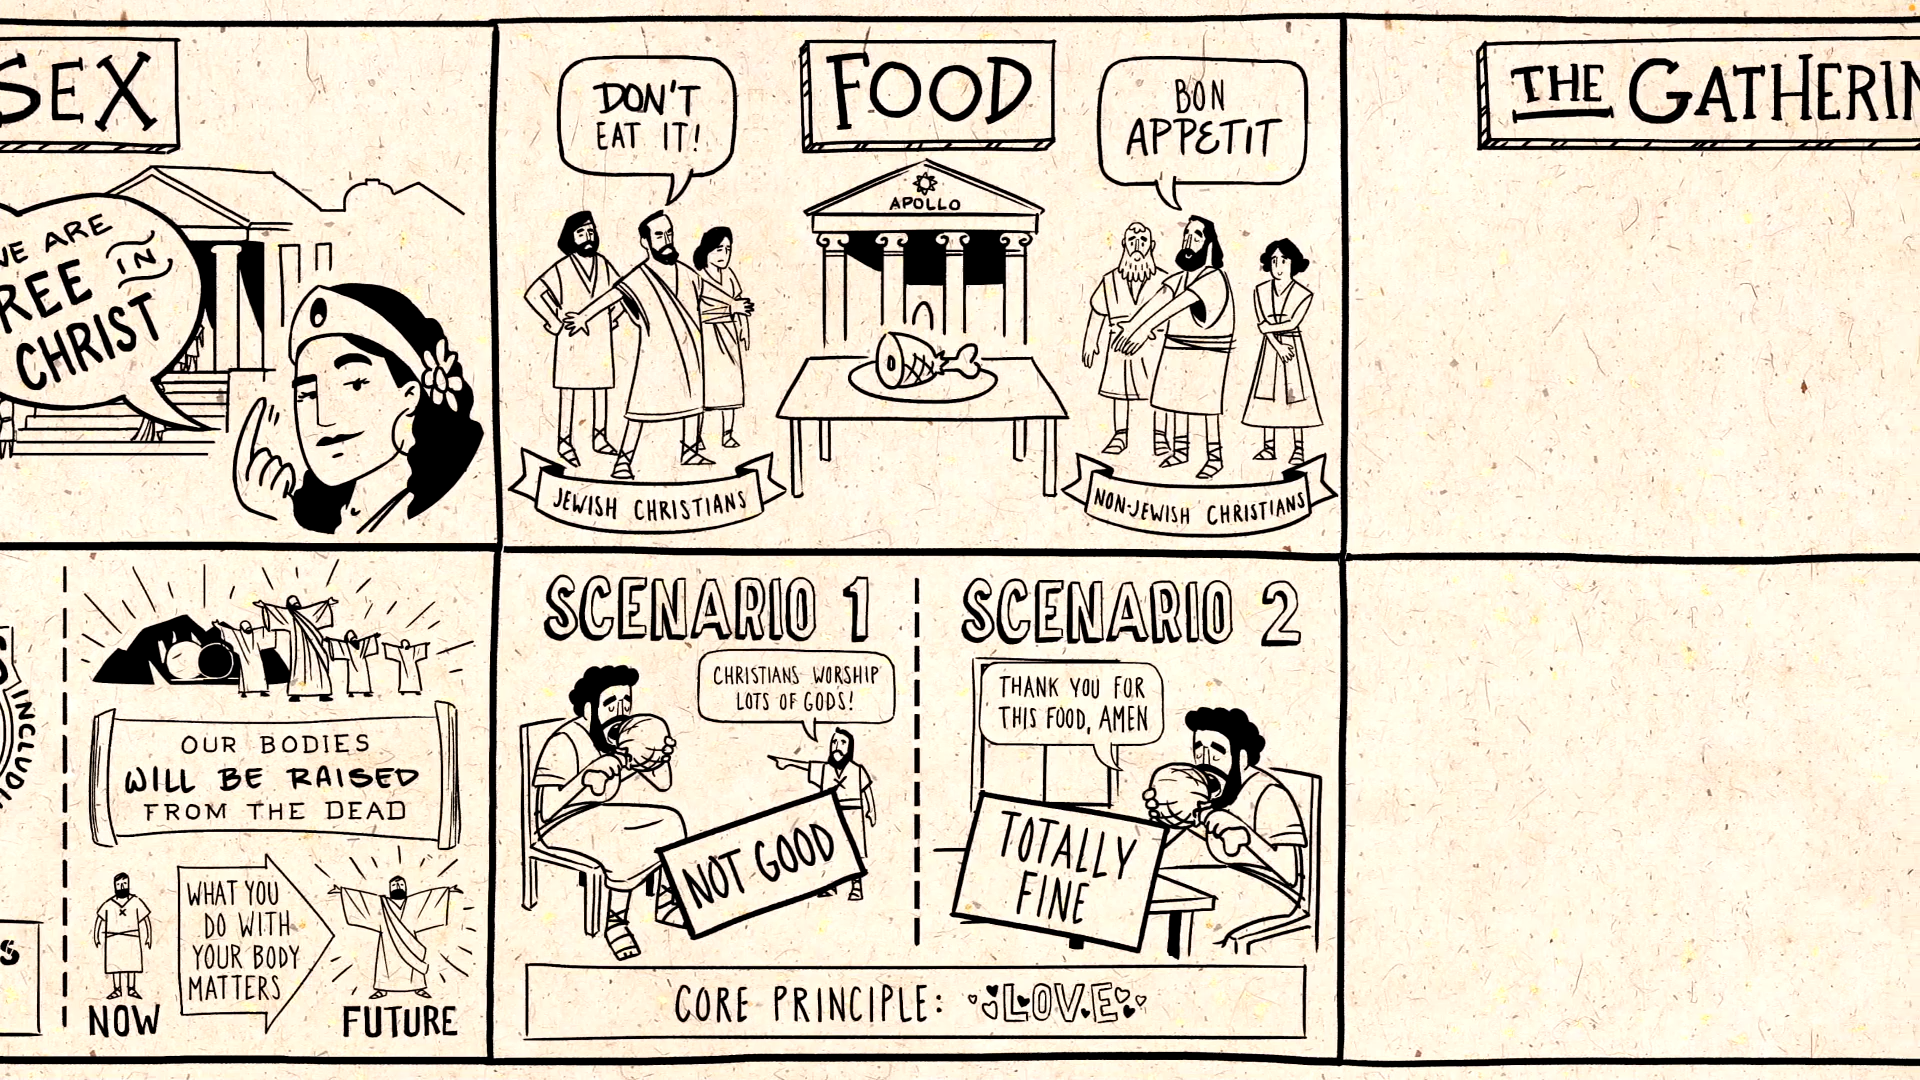 SEX
WE ARE
FREE IN
CHRIST
INCLUD
OUR BODIES
WILL BE RAISED
FROM THE DEAD
WHAT YOU
DO WITH
YOUR BODY
MATTERS
NOW
FUTURE
FOOD
DON'T
EAT IT!
BON
APPETIT
APOLLO
JEWISH CHRISTIANS
NON-JEWISH CHRISTIANS
SCENARIO 1
CHRISTIANS WORSHIP
LOTS OF GODS!
NOT GOOD
SCENARIO 2
THANK YOU FOR
THIS FOOD, AMEN
TOTALLY
FINE
CORE PRINCIPLE: LOVE
THE GATHERIN